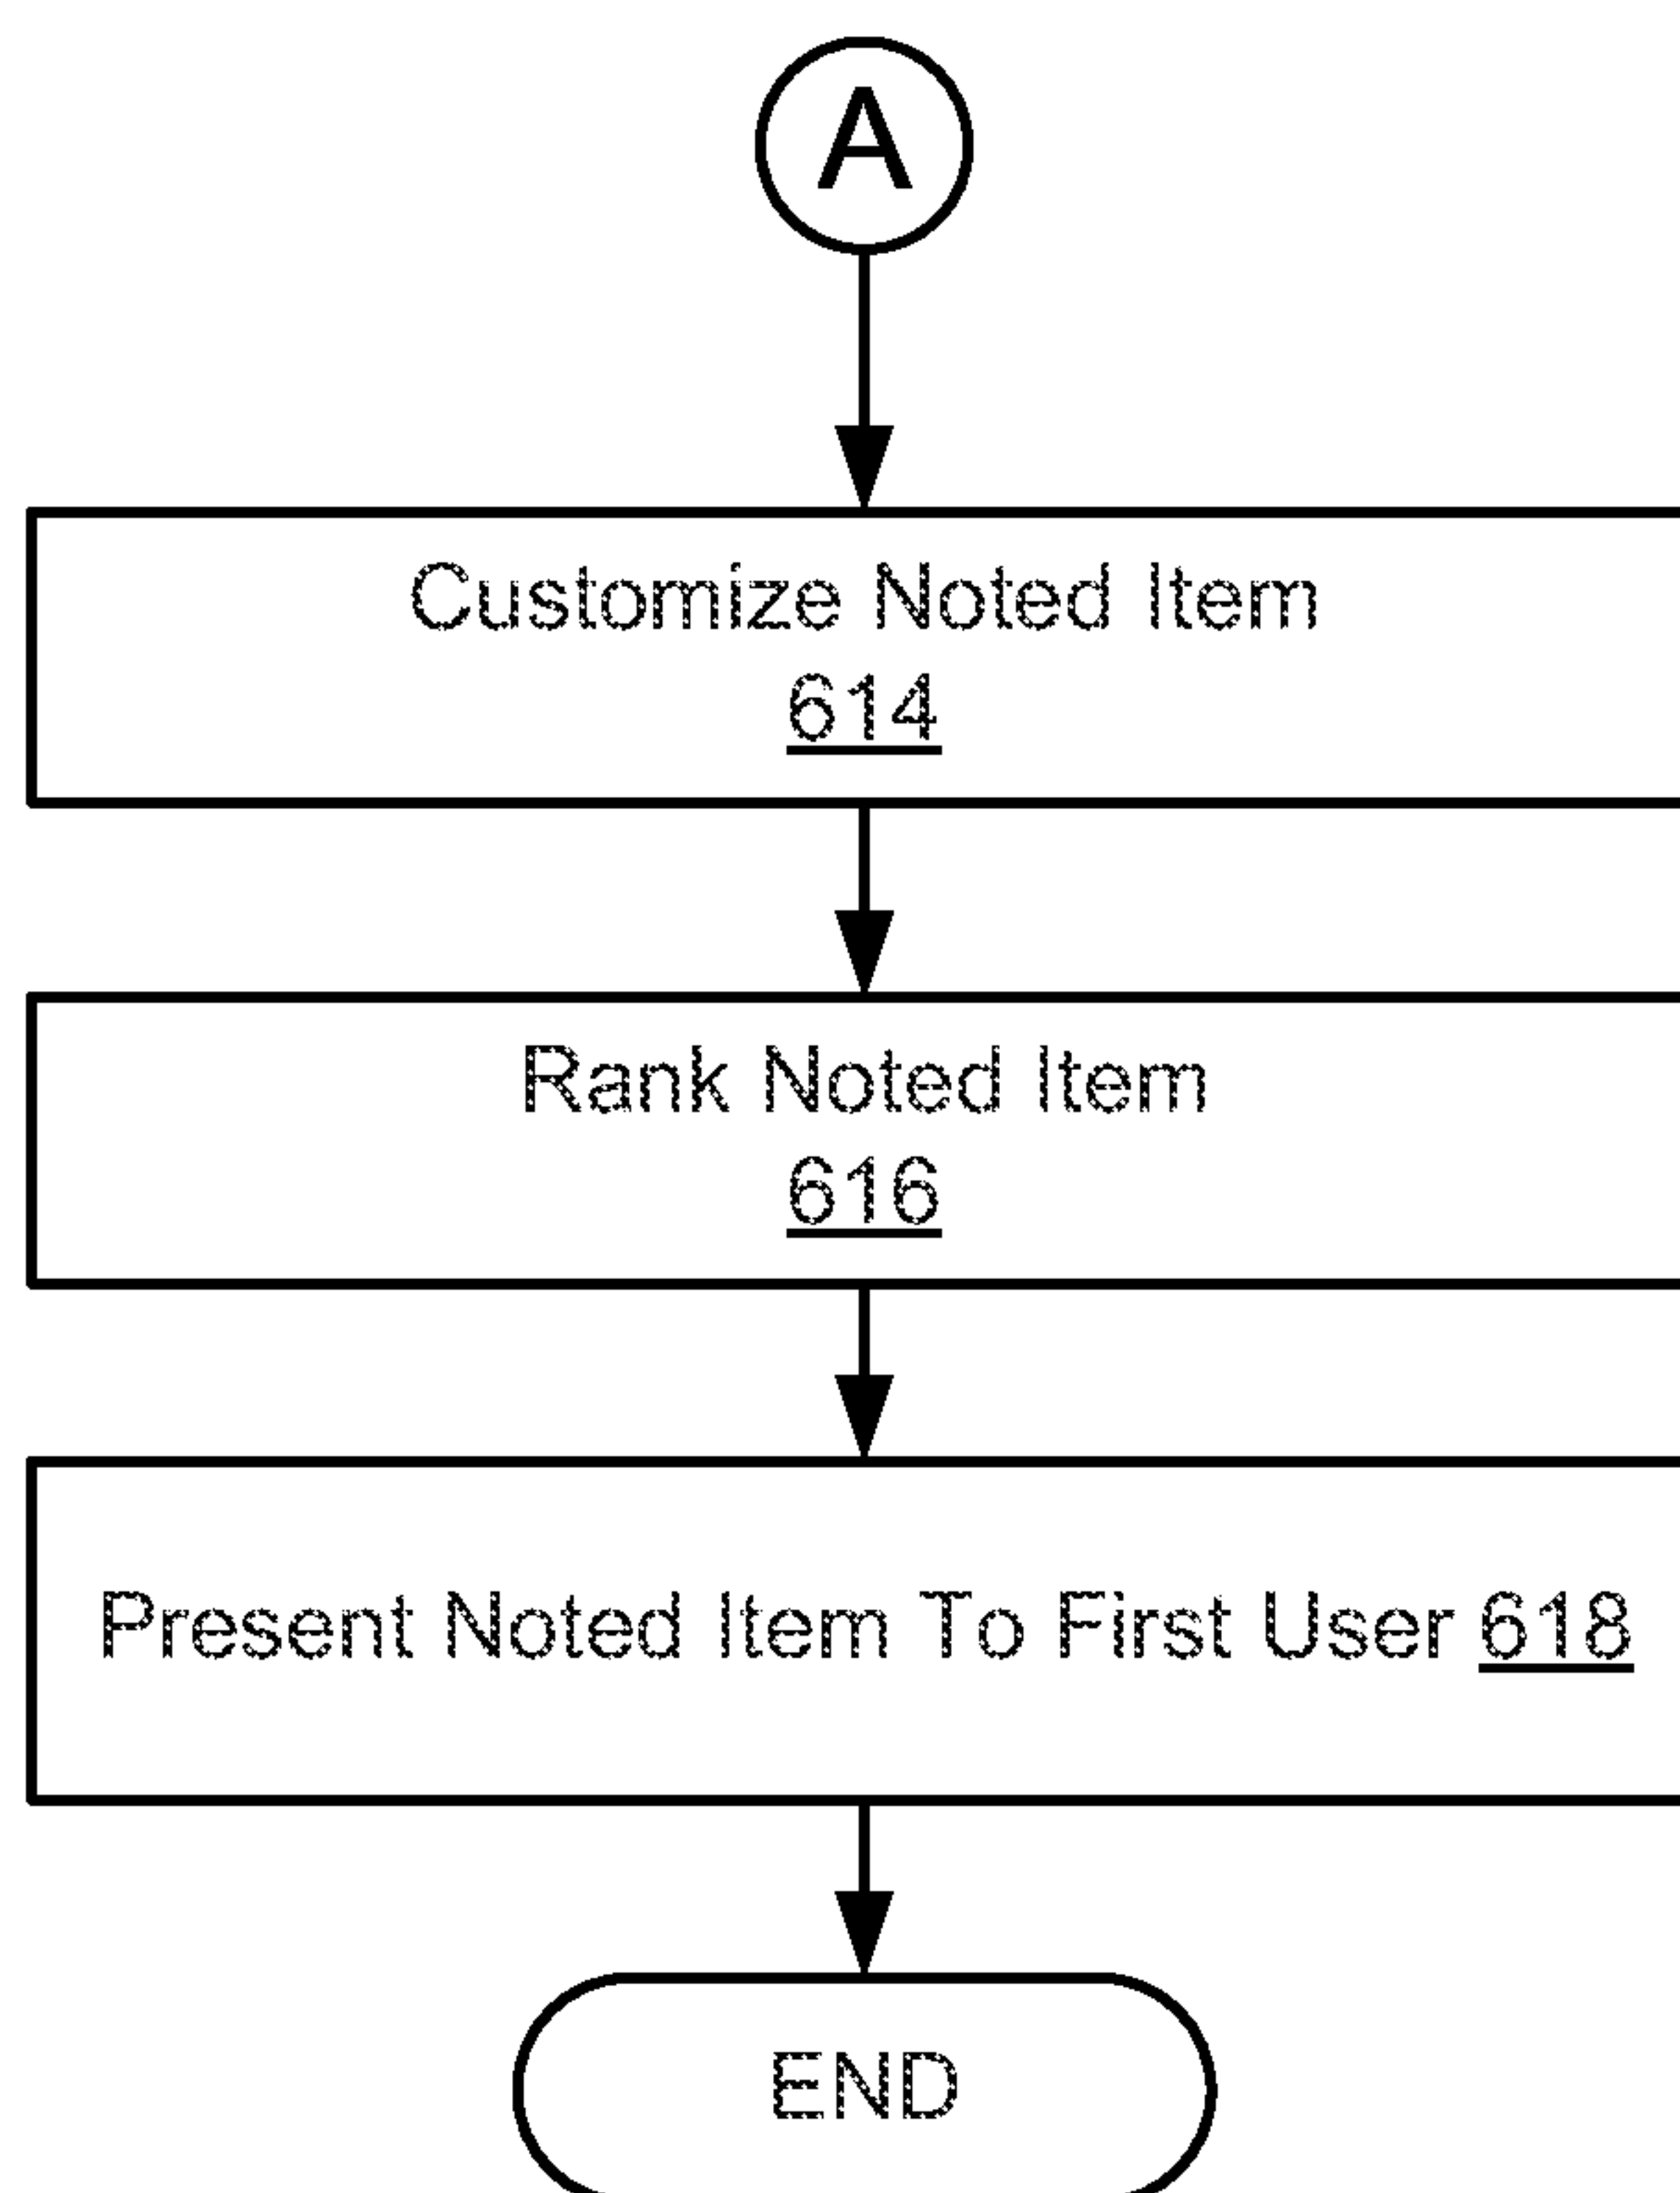 A
Customize Noted Item
614
Rank Noted Item
616
Present Noted Item To First User 618
END